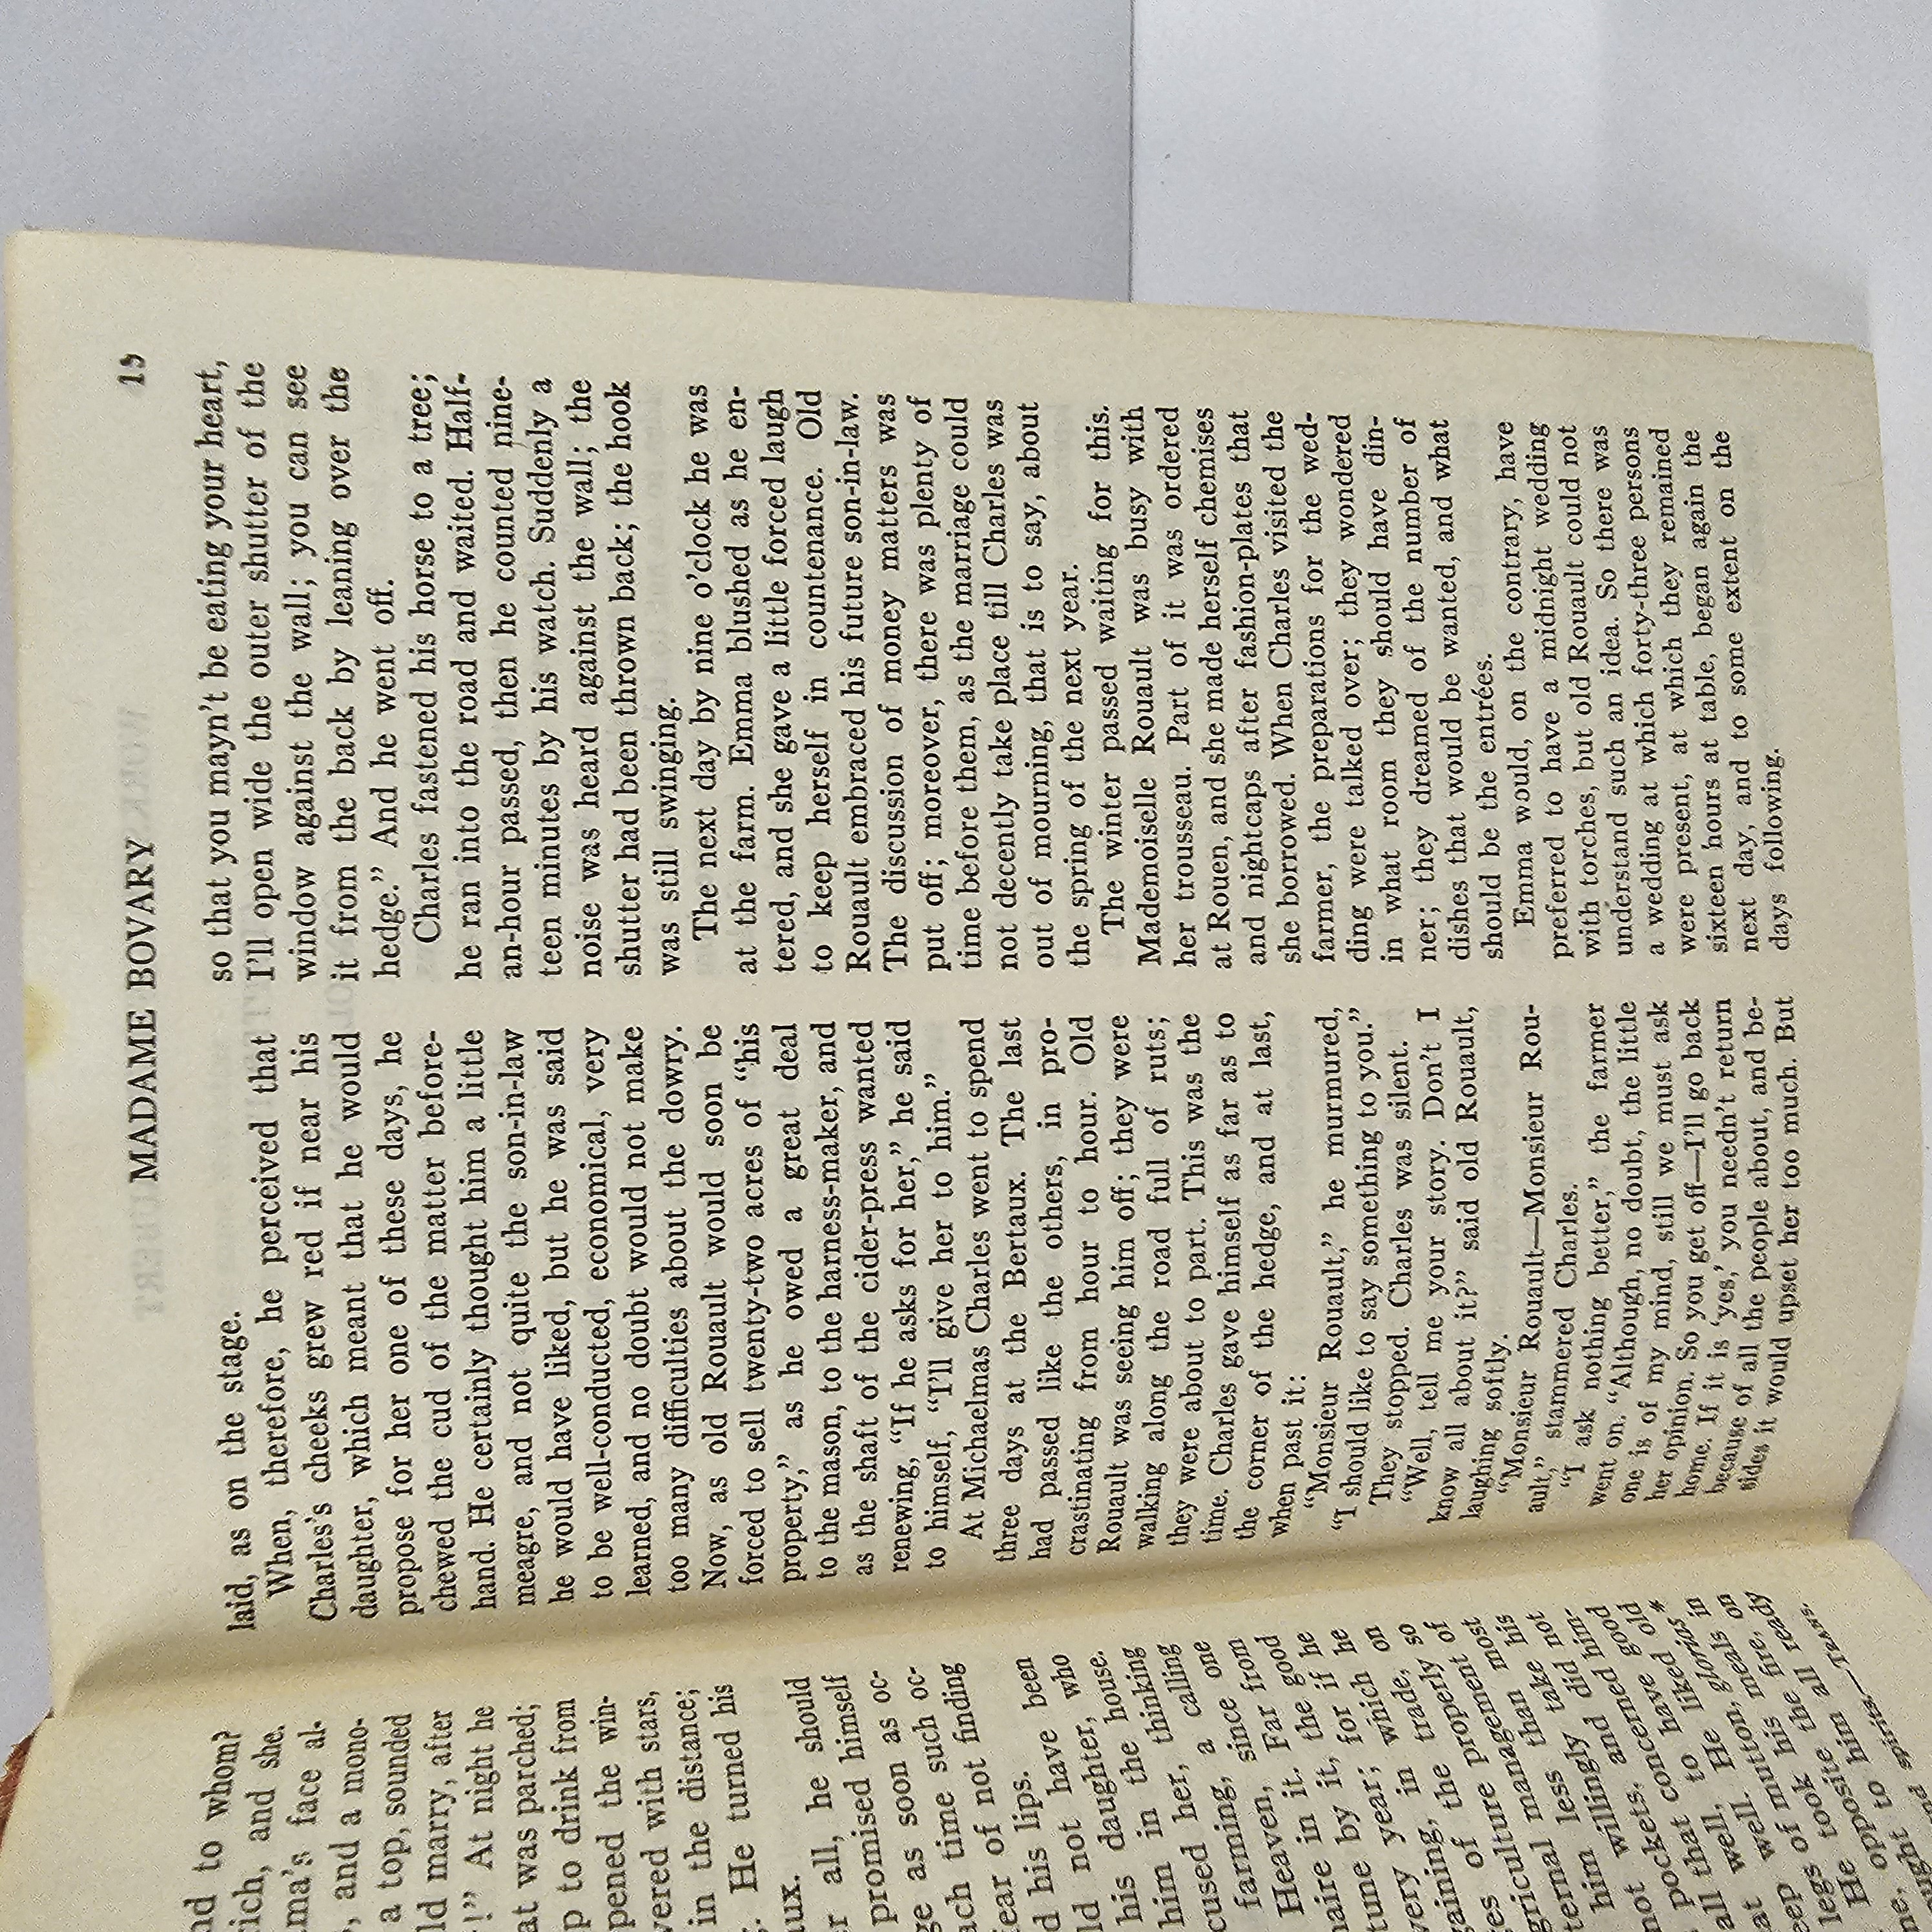 nd to whom?
rich, and she.
ma's face al-
, and a mono-
a top, sounded
ld marry, after
!" At night he
at was parched;
p to drink from
pened the win-
vered with stars,
in the distance;
. He turned his
aux.
r all, he should
promised himself
ge as soon as oc-
ach time such oc-
fear of not finding
d his lips.
ld not have been
his daughter, who
him in the house.
cused her, thinking
farming, a calling
Heaven, since one
naire in it. Far from
tune by it, the good
very year; for if he
gaining, in which he
es of the trade, on
griculture properly so
ternal management of
him less than most
not willingly take his
pockets, and did not
all that concerned him-
at well, to have good
eep well. He liked old
legs of mutton, glorias*
He took his meals in
ne, opposite the fire, on
ought to him all ready
nd spirits.—TRANS.
MADAME BOVARY
laid, as on the stage.
When, therefore, he perceived that
Charles's cheeks grew red if near his
daughter, which meant that he would
propose for her one of these days, he
chewed the cud of the matter before-
hand. He certainly thought him a little
meagre, and not quite the son-in-law
he would have liked, but he was said
to be well-conducted, economical, very
learned, and no doubt would not make
too many difficulties about the dowry.
Now, as old Rouault would soon be
forced to sell twenty-two acres of "his
property," as he owed a great deal
to the mason, to the harness-maker, and
as the shaft of the cider-press wanted
renewing, "If he asks for her," he said
to himself, "I'll give her to him."
At Michaelmas Charles went to spend
three days at the Bertaux. The last
had passed like the others, in pro-
crastinating from hour to hour. Old
Rouault was seeing him off; they were
walking along the road full of ruts;
they were about to part. This was the
time. Charles gave himself as far as to
the corner of the hedge, and at last,
when past it:
"Monsieur Rouault," he murmured,
"I should like to say something to you."
They stopped. Charles was silent.
"Well, tell me your story. Don't I
know all about it?" said old Rouault,
laughing softly.
"Monsieur Rouault—Monsieur Rou-
ault," stammered Charles.
"I ask nothing better," the farmer
went on. "Although, no doubt, the little
one is of my mind, still we must ask
her opinion. So you get off—I'll go back
home. If it is 'yes,' you needn't return
because of all the people about, and be-
sides it would upset her too much. But
so that you mayn't be eating your heart,
I'll open wide the outer shutter of the
window against the wall; you can see
it from the back by leaning over the
hedge." And he went off.
Charles fastened his horse to a tree;
he ran into the road and waited. Half-
an-hour passed, then he counted nine-
teen minutes by his watch. Suddenly a
noise was heard against the wall; the
shutter had been thrown back; the hook
was still swinging.
The next day by nine o'clock he was
at the farm. Emma blushed as he en-
tered, and she gave a little forced laugh
to keep herself in countenance. Old
Rouault embraced his future son-in-law.
The discussion of money matters was
put off; moreover, there was plenty of
time before them, as the marriage could
not decently take place till Charles was
out of mourning, that is to say, about
the spring of the next year.
The winter passed waiting for this.
Mademoiselle Rouault was busy with
her trousseau. Part of it was ordered
at Rouen, and she made herself chemises
and nightcaps after fashion-plates that
she borrowed. When Charles visited the
farmer, the preparations for the wed-
ding were talked over; they wondered
in what room they should have din-
ner; they dreamed of the number of
dishes that would be wanted, and what
should be the entrées.
Emma would, on the contrary, have
preferred to have a midnight wedding
with torches, but old Rouault could not
understand such an idea. So there was
a wedding at which forty-three persons
were present, at which they remained
sixteen hours at table, began again the
next day, and to some extent on the
days following.